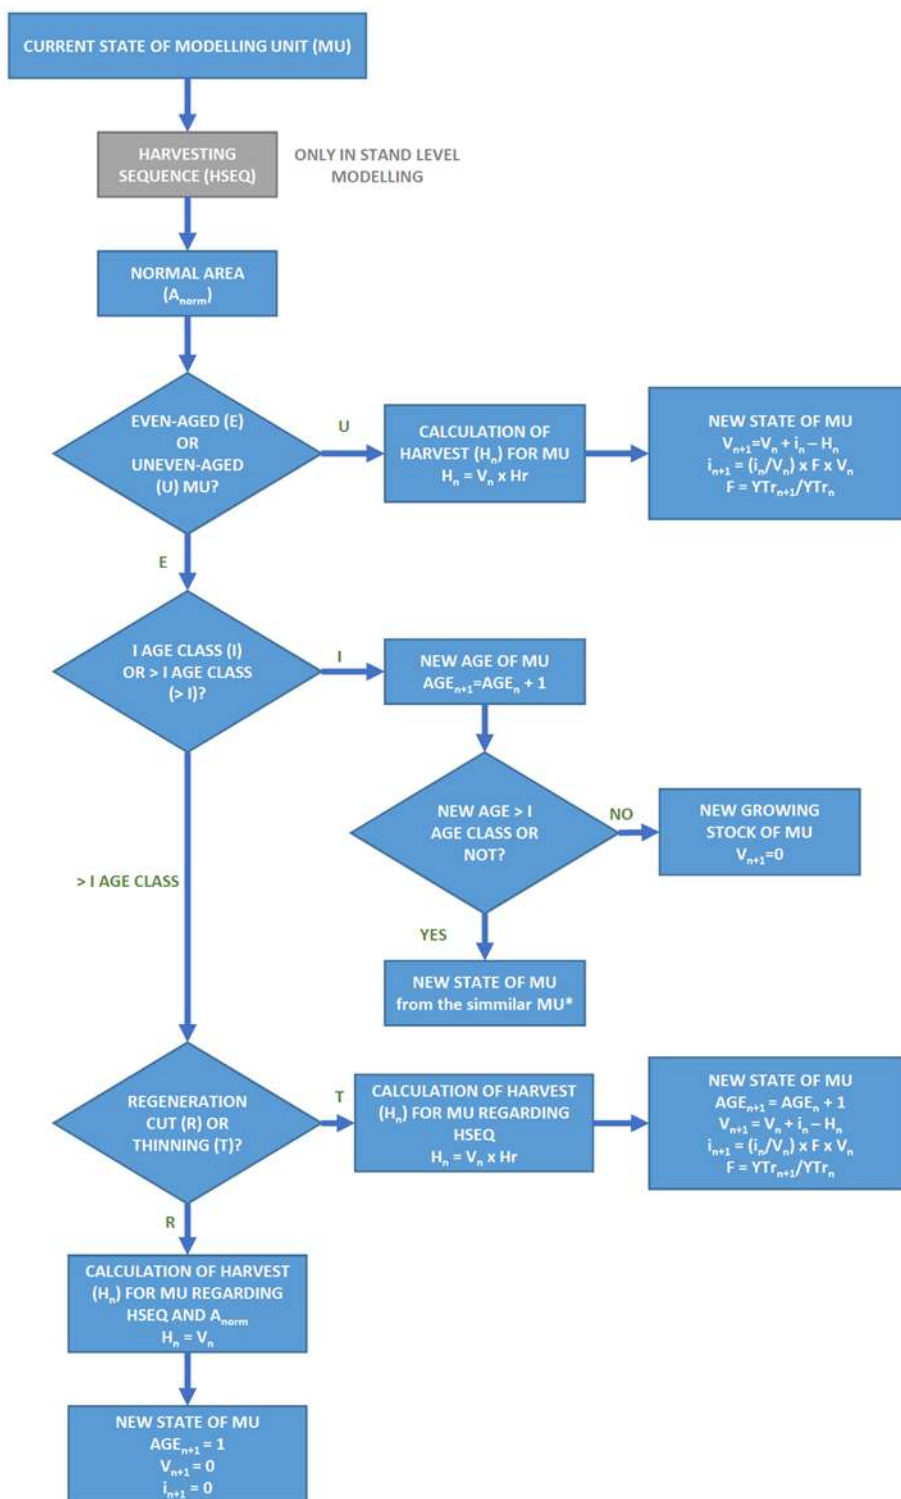 CURRENT STATE OF MODELLING UNIT (MU)
HARVESTING
SEQUENCE (HSEQ)
ONLY IN STAND LEVEL
MODELLING
NORMAL AREA
(Aₙₒᵣₘ)
EVEN-AGED (E)
OR
UNEVEN-AGED
(U) MU?
U
CALCULATION OF
HARVEST (Hₙ) FOR MU
Hₙ = Vₙ x Hr
NEW STATE OF MU
Vₙ₊₁=Vₙ + iₙ – Hₙ
iₙ₊₁ = (iₙ/Vₙ) x F x Vₙ
F = YTrₙ₊₁/YTrₙ
E
I AGE CLASS (I)
OR > I AGE CLASS
(> I)?
I
NEW AGE OF MU
AGEₙ₊₁=AGEₙ + 1
NEW AGE > I
AGE CLASS OR
NOT?
NO
NEW GROWING
STOCK OF MU
Vₙ₊₁=0
> I AGE CLASS
YES
NEW STATE OF MU
from the simmilar MU*
REGENERATION
CUT (R) OR
THINNING (T)?
T
CALCULATION OF HARVEST
(Hₙ) FOR MU REGARDING
HSEQ
Hₙ = Vₙ x Hr
NEW STATE OF MU
AGEₙ₊₁ = AGEₙ + 1
Vₙ₊₁ = Vₙ + iₙ – Hₙ
iₙ₊₁ = (iₙ/Vₙ) x F x Vₙ
F = YTrₙ₊₁/YTrₙ
R
CALCULATION OF HARVEST
(Hₙ) FOR MU REGARDING
HSEQ AND Aₙₒᵣₘ
Hₙ = Vₙ
NEW STATE OF MU
AGEₙ₊₁ = 1
Vₙ₊₁ = 0
iₙ₊₁ = 0